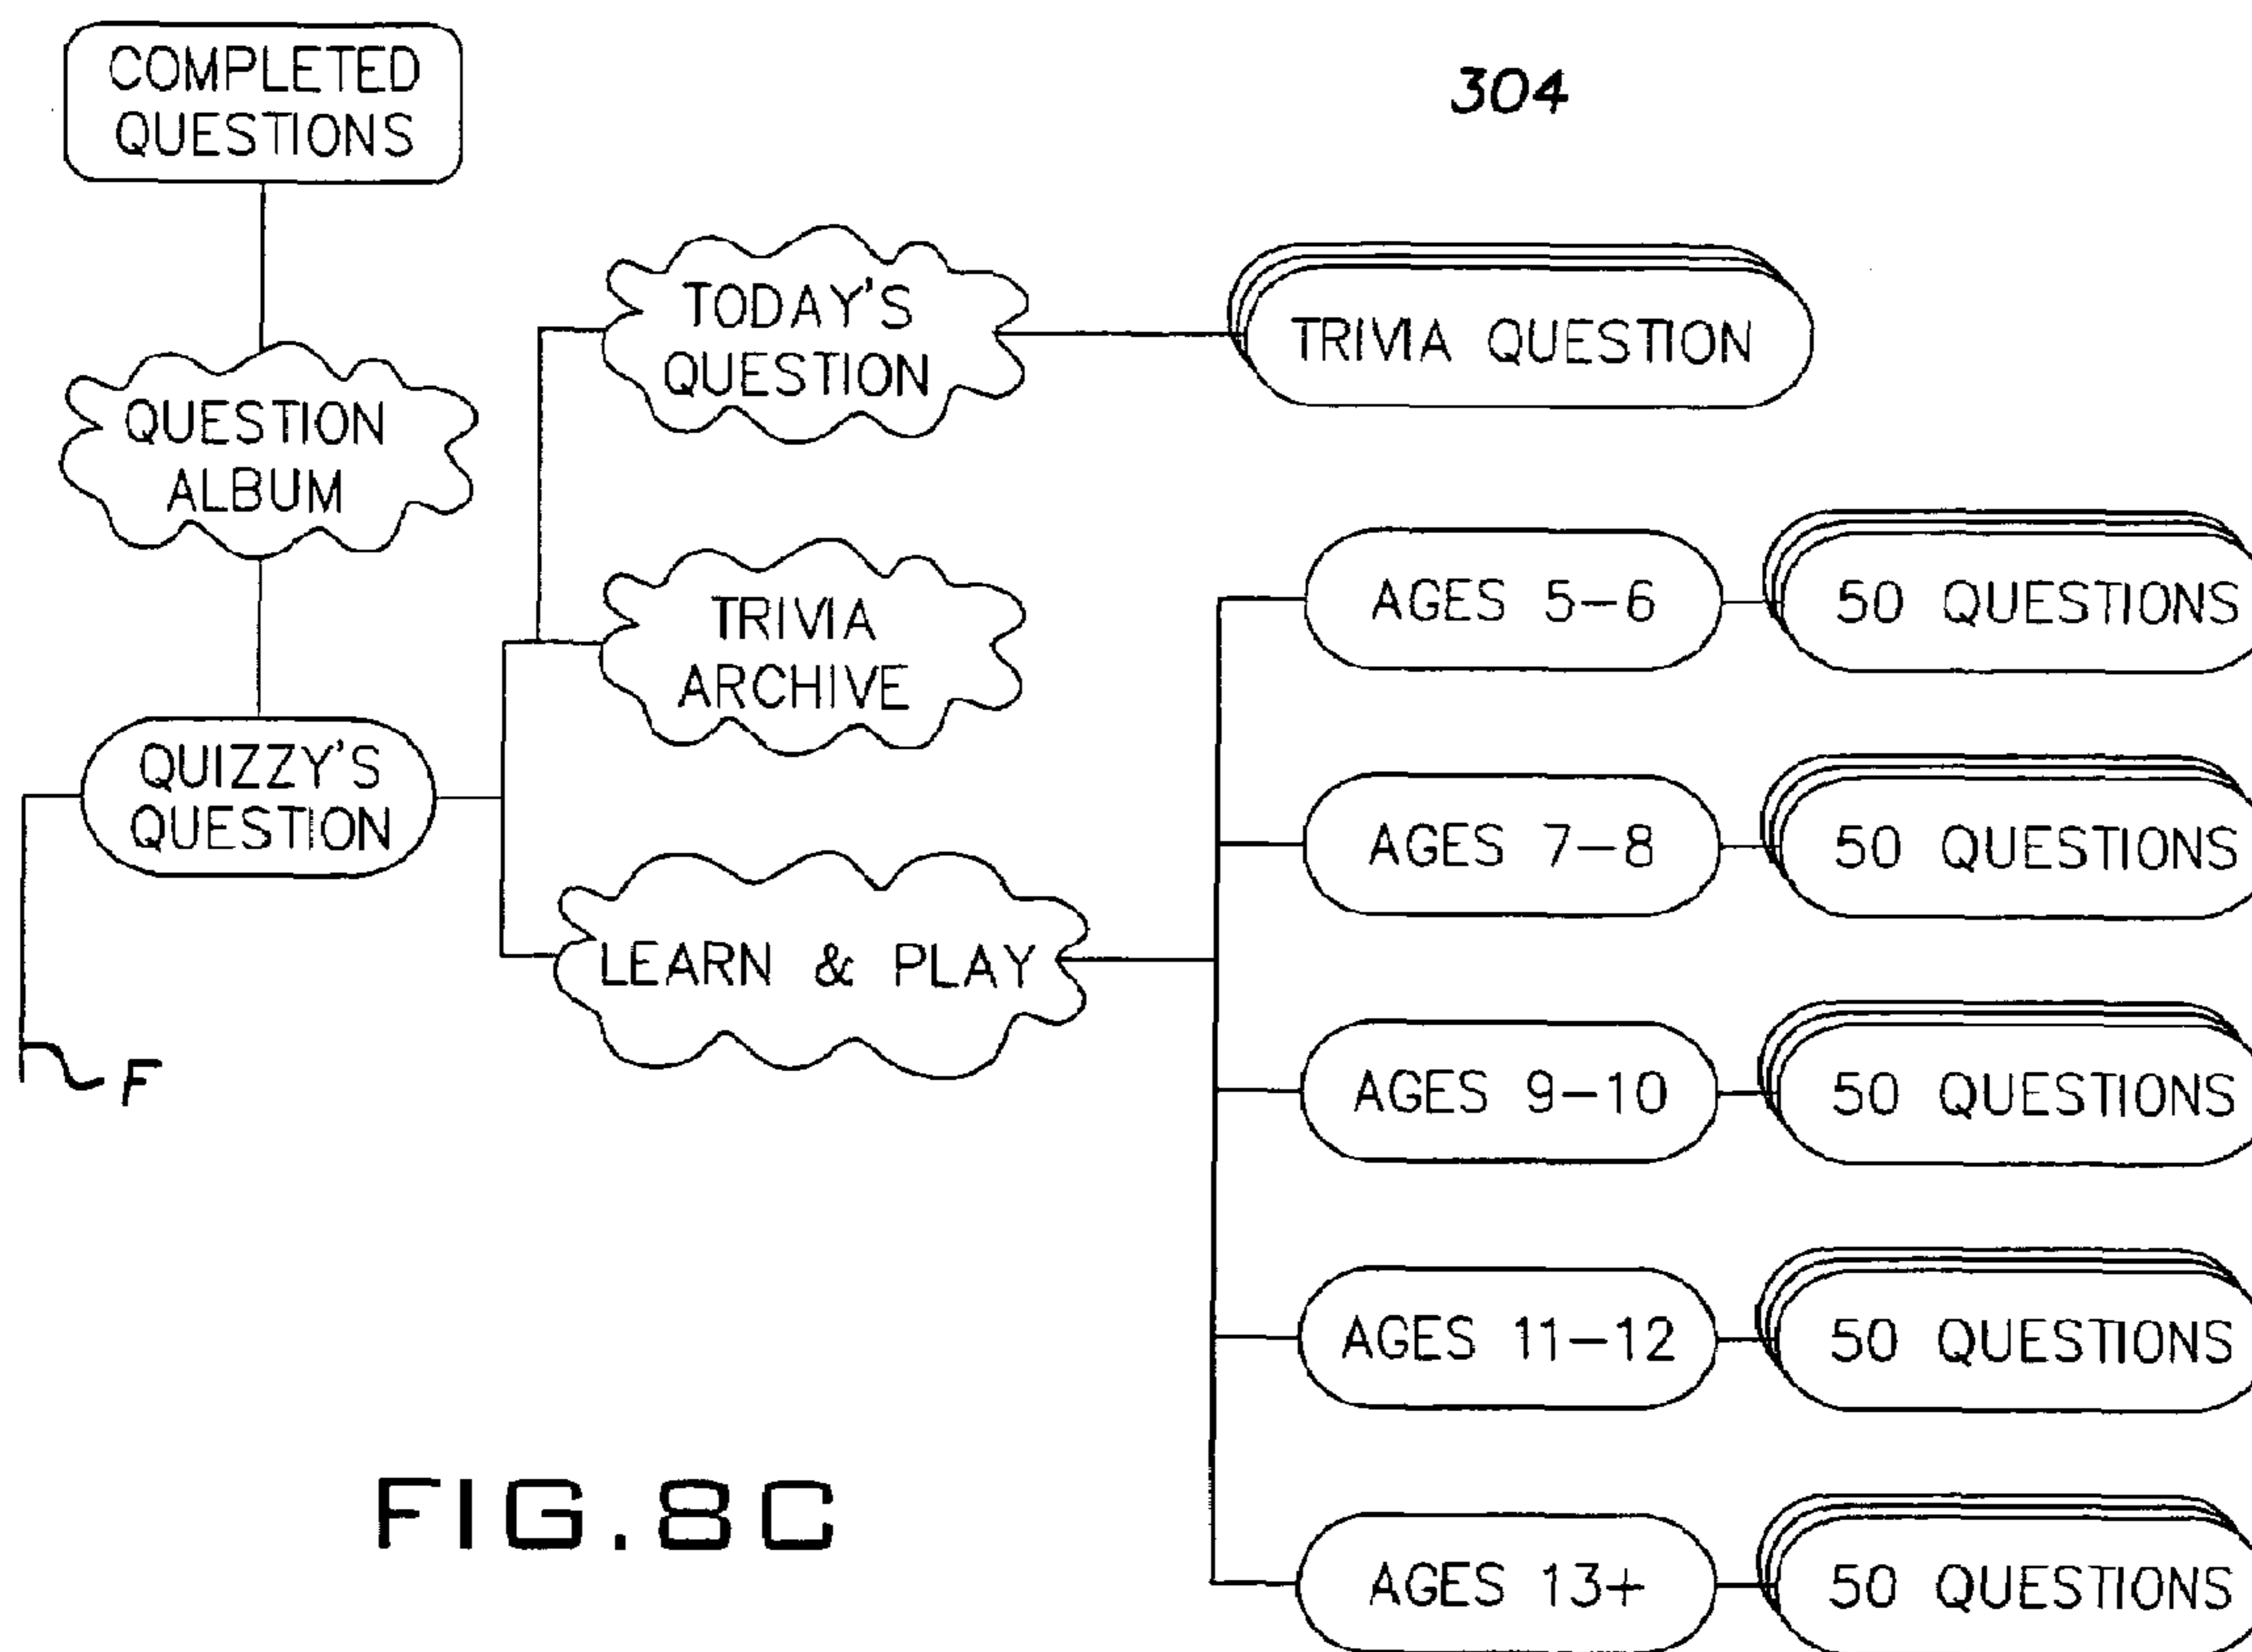 COMPLETED
QUESTIONS
304
QUESTION
ALBUM
TODAY'S
QUESTION
TRIVIA QUESTION
TRIVIA
ARCHIVE
QUIZZY'S
QUESTION
LEARN & PLAY
AGES 5-6
50 QUESTIONS
AGES 7-8
50 QUESTIONS
AGES 9-10
50 QUESTIONS
AGES 11-12
50 QUESTIONS
AGES 13+
50 QUESTIONS
F
FIG.8C